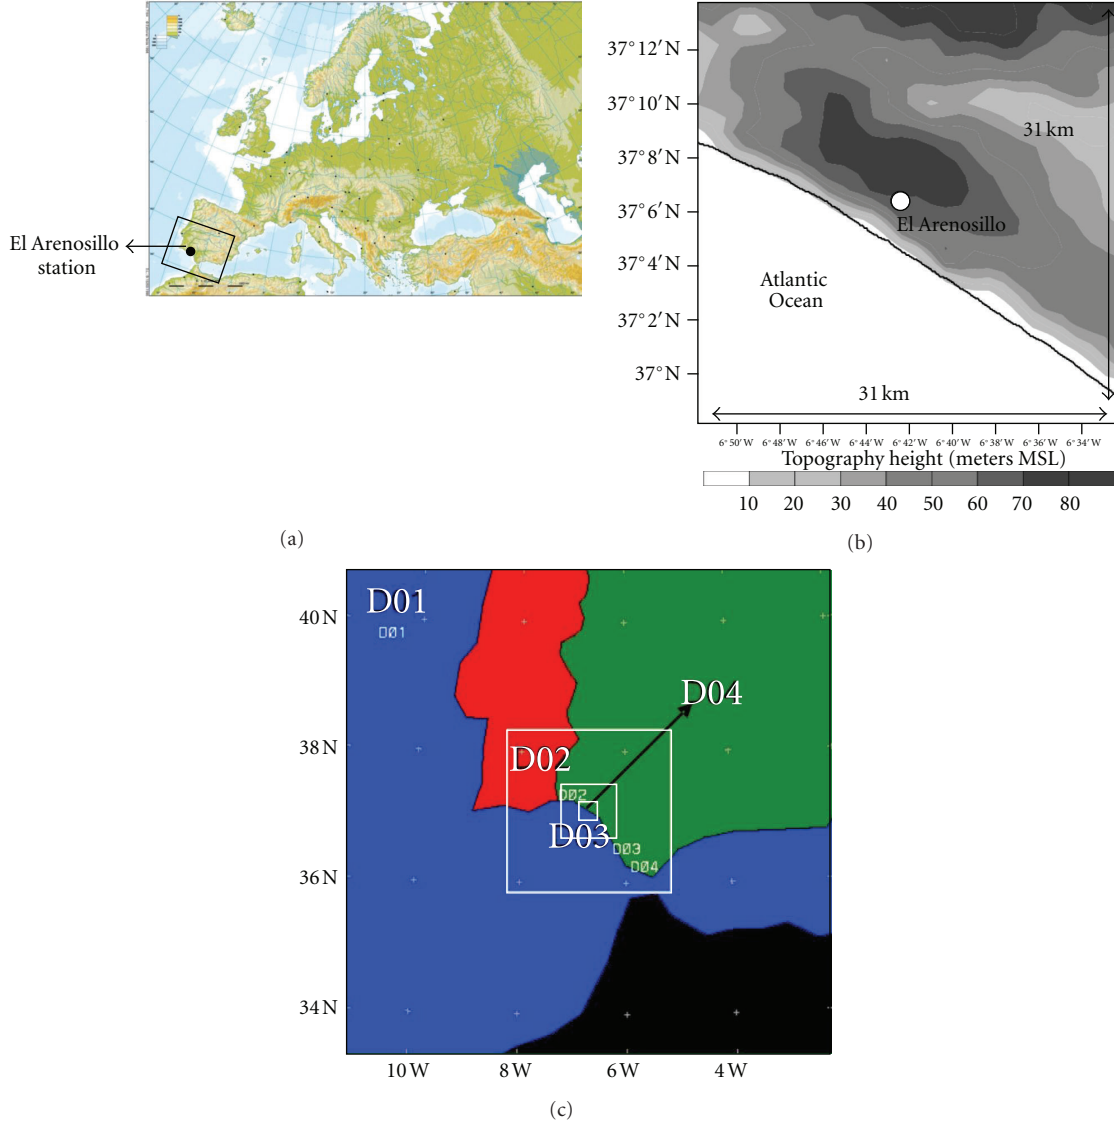 El Arenosillo
station
(a)
37°12′N
37°10′N
37°8′N
37°6′N
37°4′N
37°2′N
37°N
31 km
El Arenosillo
Atlantic
Ocean
31 km
6°50′W 6°48′W 6°46′W 6°44′W 6°42′W 6°40′W 6°38′W 6°36′W 6°34′W
Topography height (meters MSL)
10 20 30 40 50 60 70 80
(b)
D01
D01
D04
D02
D02
D03
D03
D04
40 N
38 N
36 N
34 N
10 W 8 W 6 W 4 W
(c)